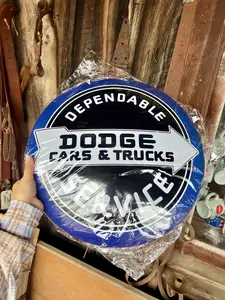 DEPENDABLE
DODGE
CARS & TRUCKS
SERVICE